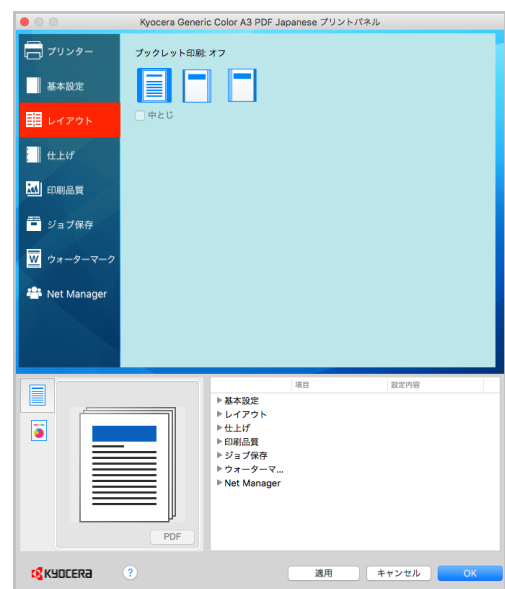 Kyocera Generic Color A3 PDF Japanese プリントパネル
プリンター
基本設定
レイアウト
仕上げ
印刷品質
ジョブ保存
W ウォーターマーク
Net Manager
ブックレット印刷: オフ
中とじ
PDF
項目 設定内容
基本設定
レイアウト
仕上げ
印刷品質
ジョブ保存
ウォーターマ...
Net Manager
KYOCERA ? 適用 キャンセル OK